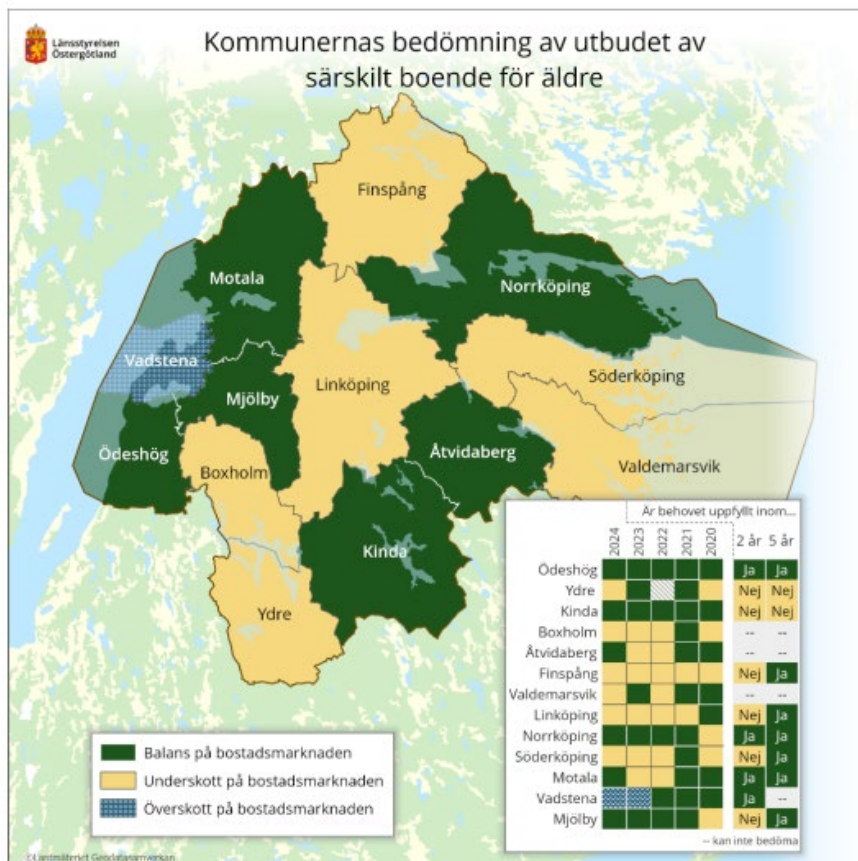 Länsstyrelsen
Östergötland
Kommunernas bedömning av utbudet av
särskilt boende för äldre
Finspång
Motala
Norrköping
Vadstena
Linköping
Söderköping
Mjölby
Ödeshög
Åtvidaberg
Boxholm
Valdemarsvik
Kinda
Ydre
Är behovet uppfyllt inom...
2024 2023 2022 2021 2020 2 år 5 år
Ödeshög Ja Ja
Ydre Nej Nej
Kinda Nej Nej
Boxholm -- --
Åtvidaberg -- --
Finspång Nej Ja
Valdemarsvik -- --
Linköping Nej Ja
Norrköping Ja Ja
Söderköping Nej Ja
Motala Ja Ja
Vadstena Ja --
Mjölby Nej Ja
-- kan inte bedöma
Balans på bostadsmarknaden
Underskott på bostadsmarknaden
Överskott på bostadsmarknaden
©Lantmäteriet Geodatasamverkan